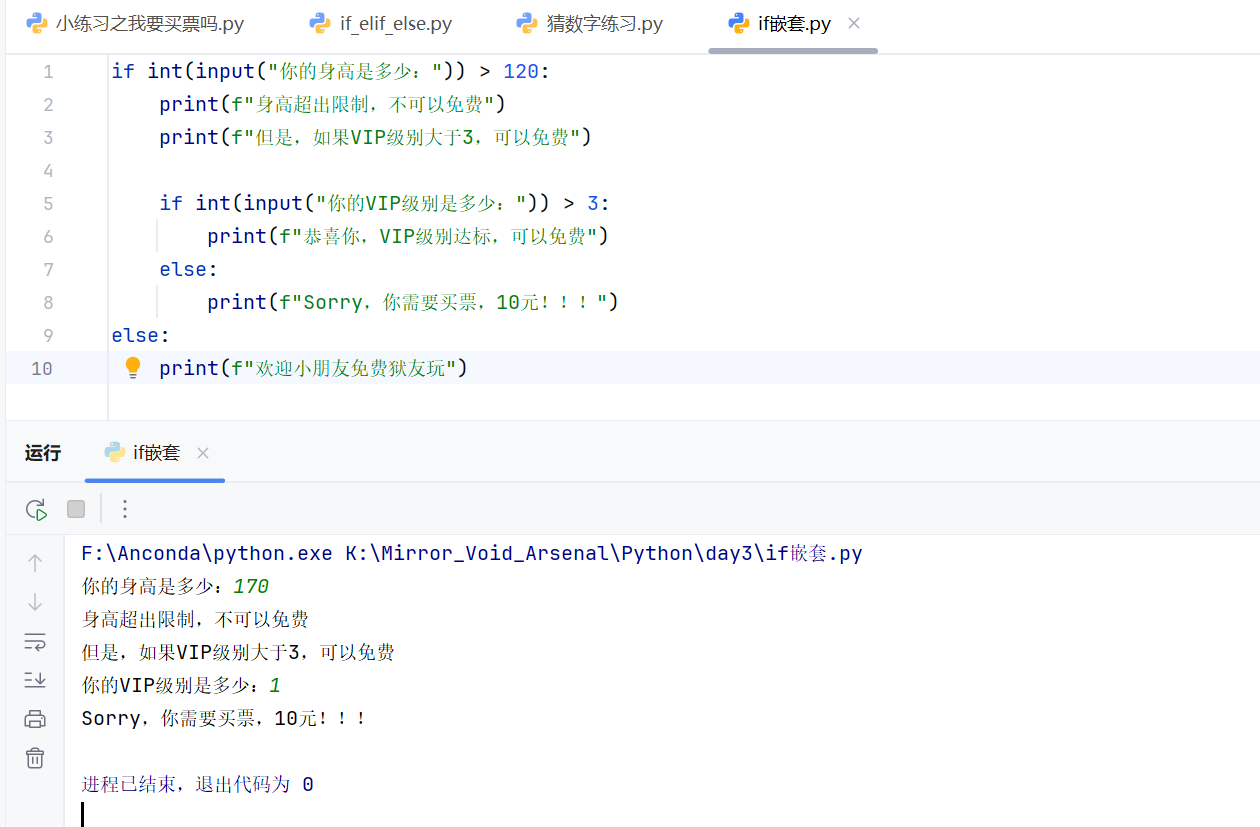 小练习之我要买票吗.py if_elif_else.py 猜数字练习.py if嵌套.py
1 if int(input("你的身高是多少：")) > 120:
2 print(f"身高超出限制，不可以免费")
3 print(f"但是，如果VIP级别大于3，可以免费")
4
5 if int(input("你的VIP级别是多少：")) > 3:
6 print(f"恭喜你，VIP级别达标，可以免费")
7 else:
8 print(f"Sorry，你需要买票，10元！！！")
9 else:
10 print(f"欢迎小朋友免费狱友玩")
运行 if嵌套
F:\Anconda\python.exe K:\Mirror_Void_Arsenal\Python\day3\if嵌套.py
你的身高是多少：170
身高超出限制，不可以免费
但是，如果VIP级别大于3，可以免费
你的VIP级别是多少：1
Sorry，你需要买票，10元！！！
进程已结束，退出代码为 0